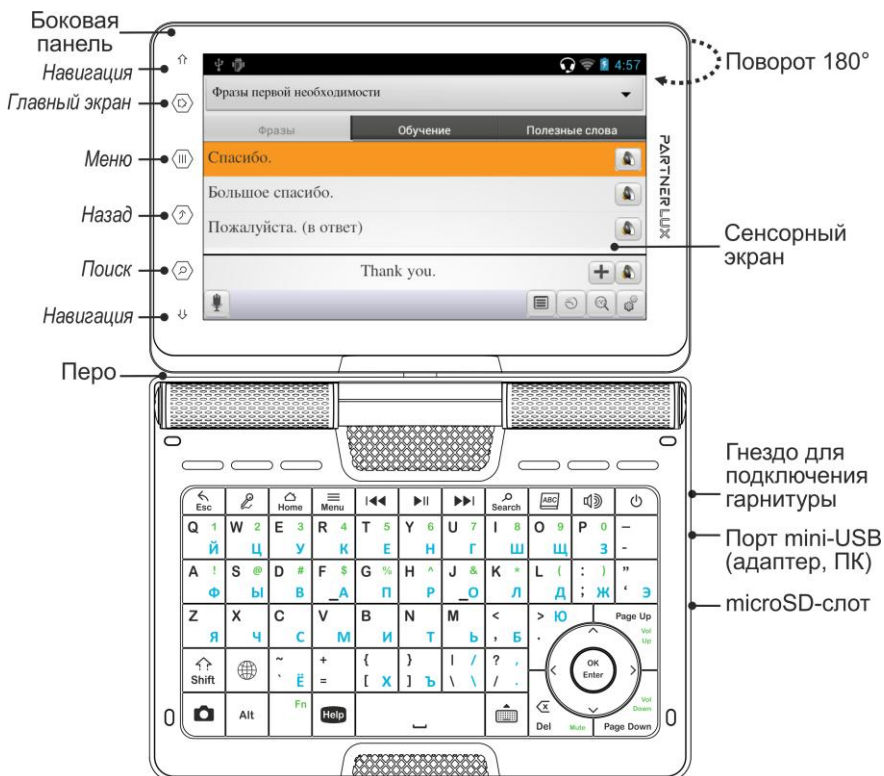 Боковая
панель
Навигация
Главный экран
Меню
Назад
Поиск
Навигация
Перо
4:57
Фразы первой необходимости
Фразы Обучение Полезные слова
Спасибо.
Большое спасибо.
Пожалуйста. (в ответ)
Thank you.
PARTNER LUX
Поворот 180°
Сенсорный
экран
Гнездо для
подключения
гарнитуры
Порт mini-USB
(адаптер, ПК)
microSD-слот
Esc Home Menu Search ABC
Q 1 W 2 E 3 R 4 T 5 Y 6 U 7 I 8 O 9 P 0 –
Й Ц У К Е Н Г Ш Щ З -
A ! S @ D # F $ G % H ^ J & K * L ( : ) "
Ф Ы В _А П Р _О Л Д ; Ж ' Э
Z X C V B N M < > Ю Page Up
Я Ч С М И Т Ь , Б . Vol Up
Shift ~ + { } | / ? , OK
` Ё = [ Х ] Ъ \ \ / . Enter
Alt Fn Help Del Mute Vol Down Page Down